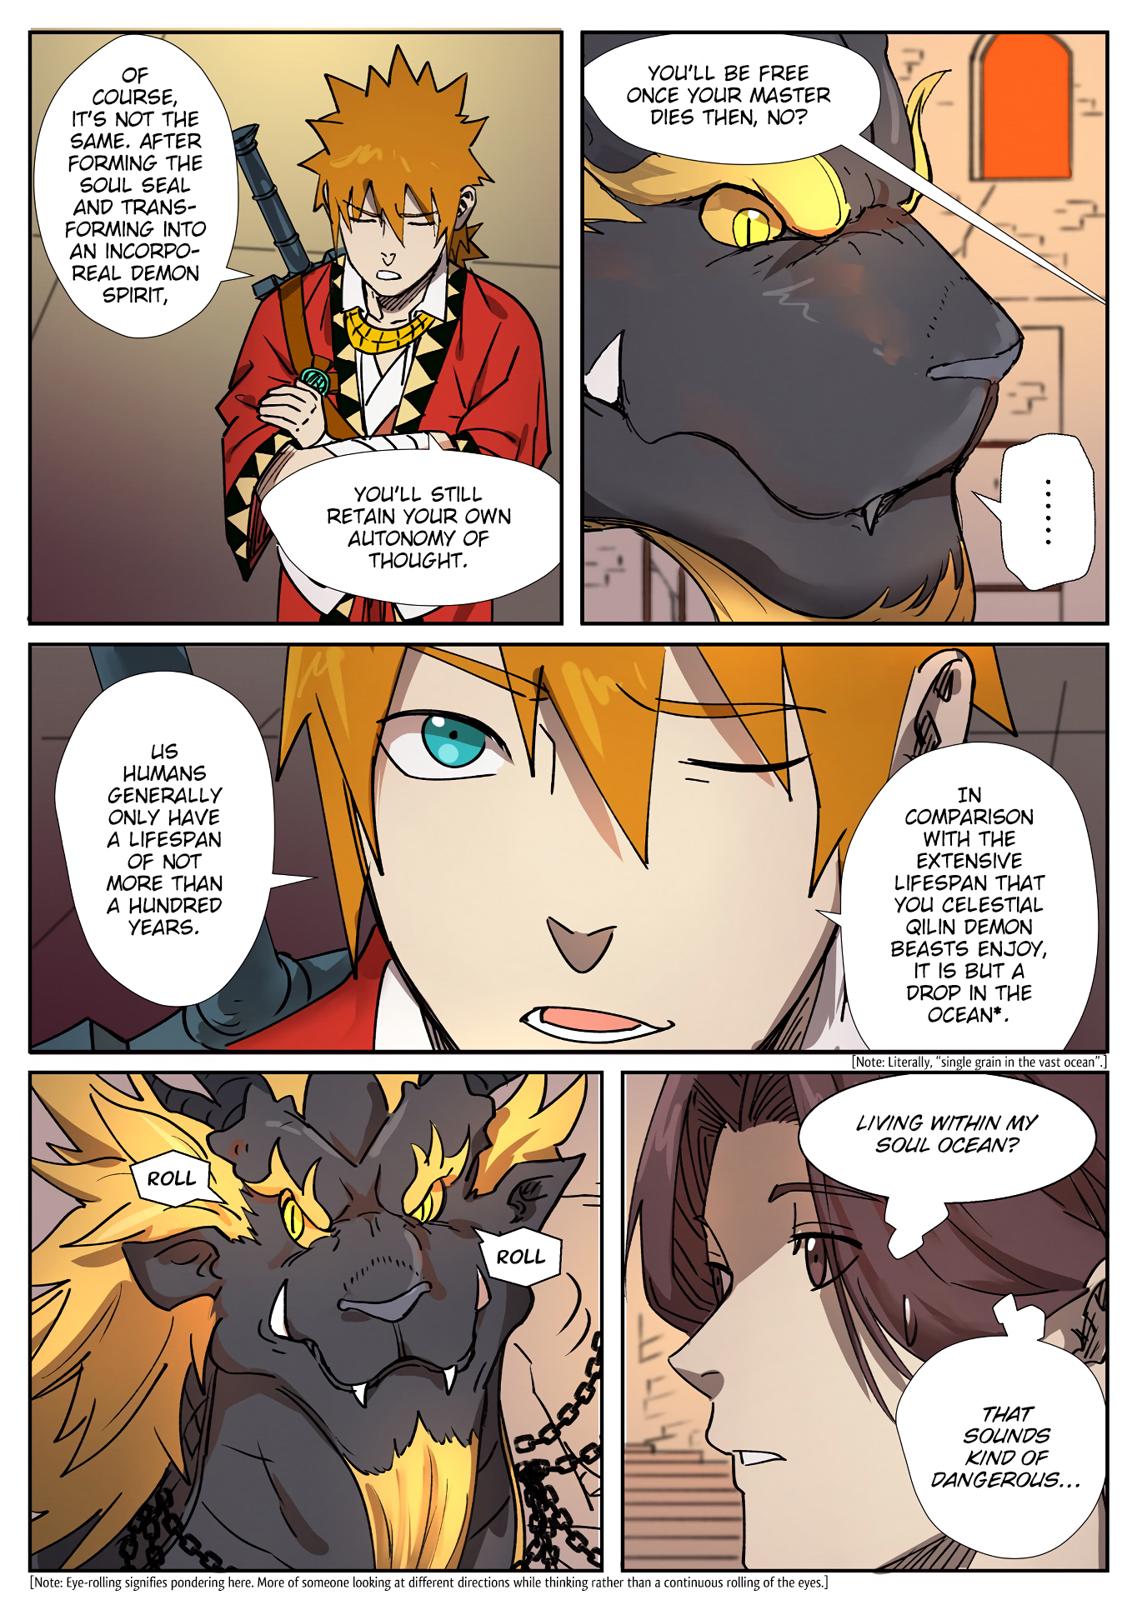 OF
COURSE,
IT'S NOT THE
SAME. AFTER
FORMING THE
SOUL SEAL
AND TRANS-
FORMING INTO
AN INCORPO-
REAL DEMON
SPIRIT,
YOU'LL STILL
RETAIN YOUR OWN
AUTONOMY OF
THOUGHT.
YOU'LL BE FREE
ONCE YOUR MASTER
DIES THEN, NO?
......
US
HUMANS
GENERALLY
ONLY HAVE
A LIFESPAN
OF NOT
MORE THAN
A HUNDRED
YEARS.
IN
COMPARISON
WITH THE
EXTENSIVE
LIFESPAN THAT
YOU CELESTIAL
QILIN DEMON
BEASTS ENJOY,
IT IS BUT A
DROP IN THE
OCEAN*.
[Note: Literally, "single grain in the vast ocean".]
ROLL
ROLL
LIVING WITHIN MY
SOUL OCEAN?
THAT
SOUNDS
KIND OF
DANGEROUS...
[Note: Eye-rolling signifies pondering here. More of someone looking at different directions while thinking rather than a continuous rolling of the eyes.]